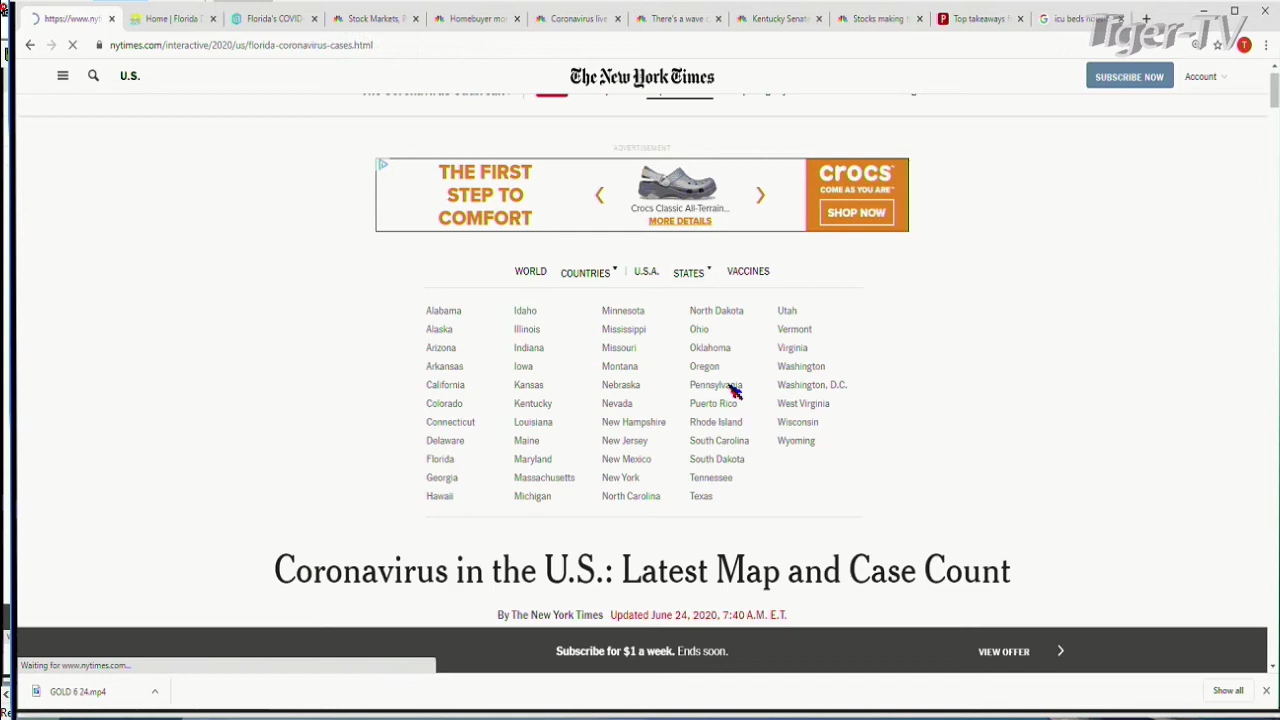 https://www.ny
Home | Florida D
Florida's COVID
Stock Markets, F
Homebuyer mo
Coronavirus live
There's a wave o
Kentucky Senate
Stocks making t
Top takeaways f
icu beds
Tiger-TV
nytimes.com/interactive/2020/us/florida-coronavirus-cases.html
T
U.S.
The New York Times
SUBSCRIBE NOW
Account
ADVERTISEMENT
THE FIRST
STEP TO
COMFORT
Crocs Classic All-Terrain...
MORE DETAILS
crocs
COME AS YOU ARE
SHOP NOW
WORLD COUNTRIES U.S.A. STATES VACCINES
Alabama Idaho Minnesota North Dakota Utah
Alaska Illinois Mississippi Ohio Vermont
Arizona Indiana Missouri Oklahoma Virginia
Arkansas Iowa Montana Oregon Washington
California Kansas Nebraska Pennsylvania Washington, D.C.
Colorado Kentucky Nevada Puerto Rico West Virginia
Connecticut Louisiana New Hampshire Rhode Island Wisconsin
Delaware Maine New Jersey South Carolina Wyoming
Florida Maryland New Mexico South Dakota
Georgia Massachusetts New York Tennessee
Hawaii Michigan North Carolina Texas
Coronavirus in the U.S.: Latest Map and Case Count
By The New York Times Updated June 24, 2020, 7:40 A.M. E.T.
Subscribe for $1 a week. Ends soon. VIEW OFFER
Waiting for www.nytimes.com...
GOLD 6 24.mp4
Show all